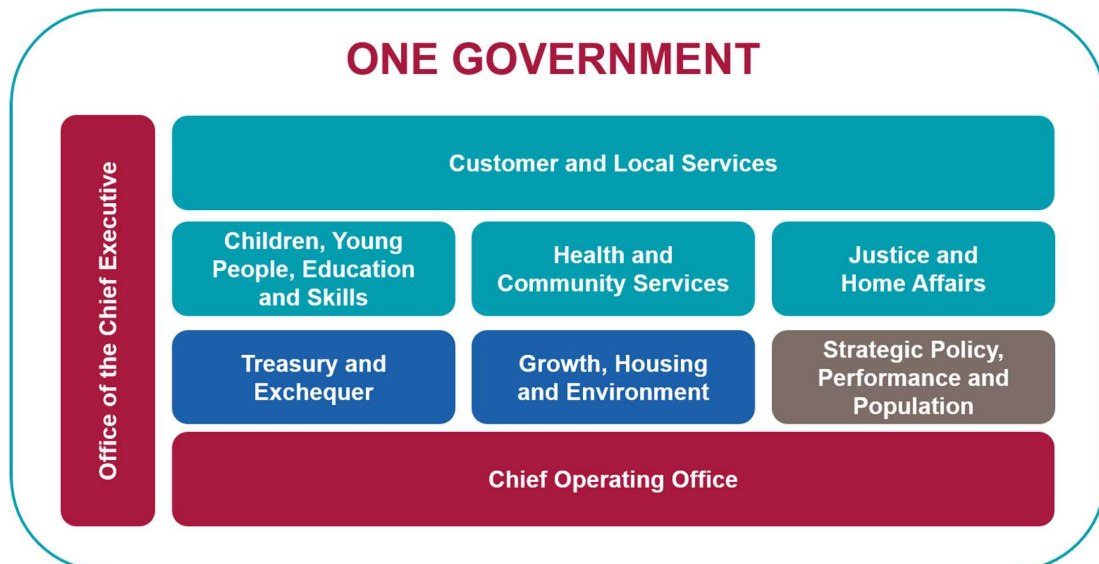 ONE GOVERNMENT
Office of the Chief Executive
Customer and Local Services
Children, Young
People, Education
and Skills
Health and
Community Services
Justice and
Home Affairs
Treasury and
Exchequer
Growth, Housing
and Environment
Strategic Policy,
Performance and
Population
Chief Operating Office